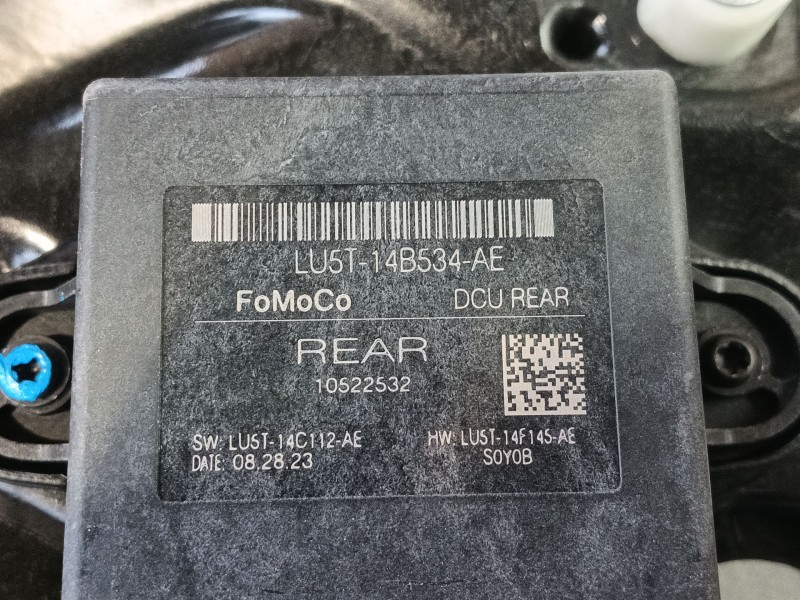 LU5T-14B534-AE
FoMoCo DCU REAR
REAR
10522532
SW: LU5T-14C112-AE HW: LU5T-14F145-AE
DATE: 08.28.23 S0Y0B